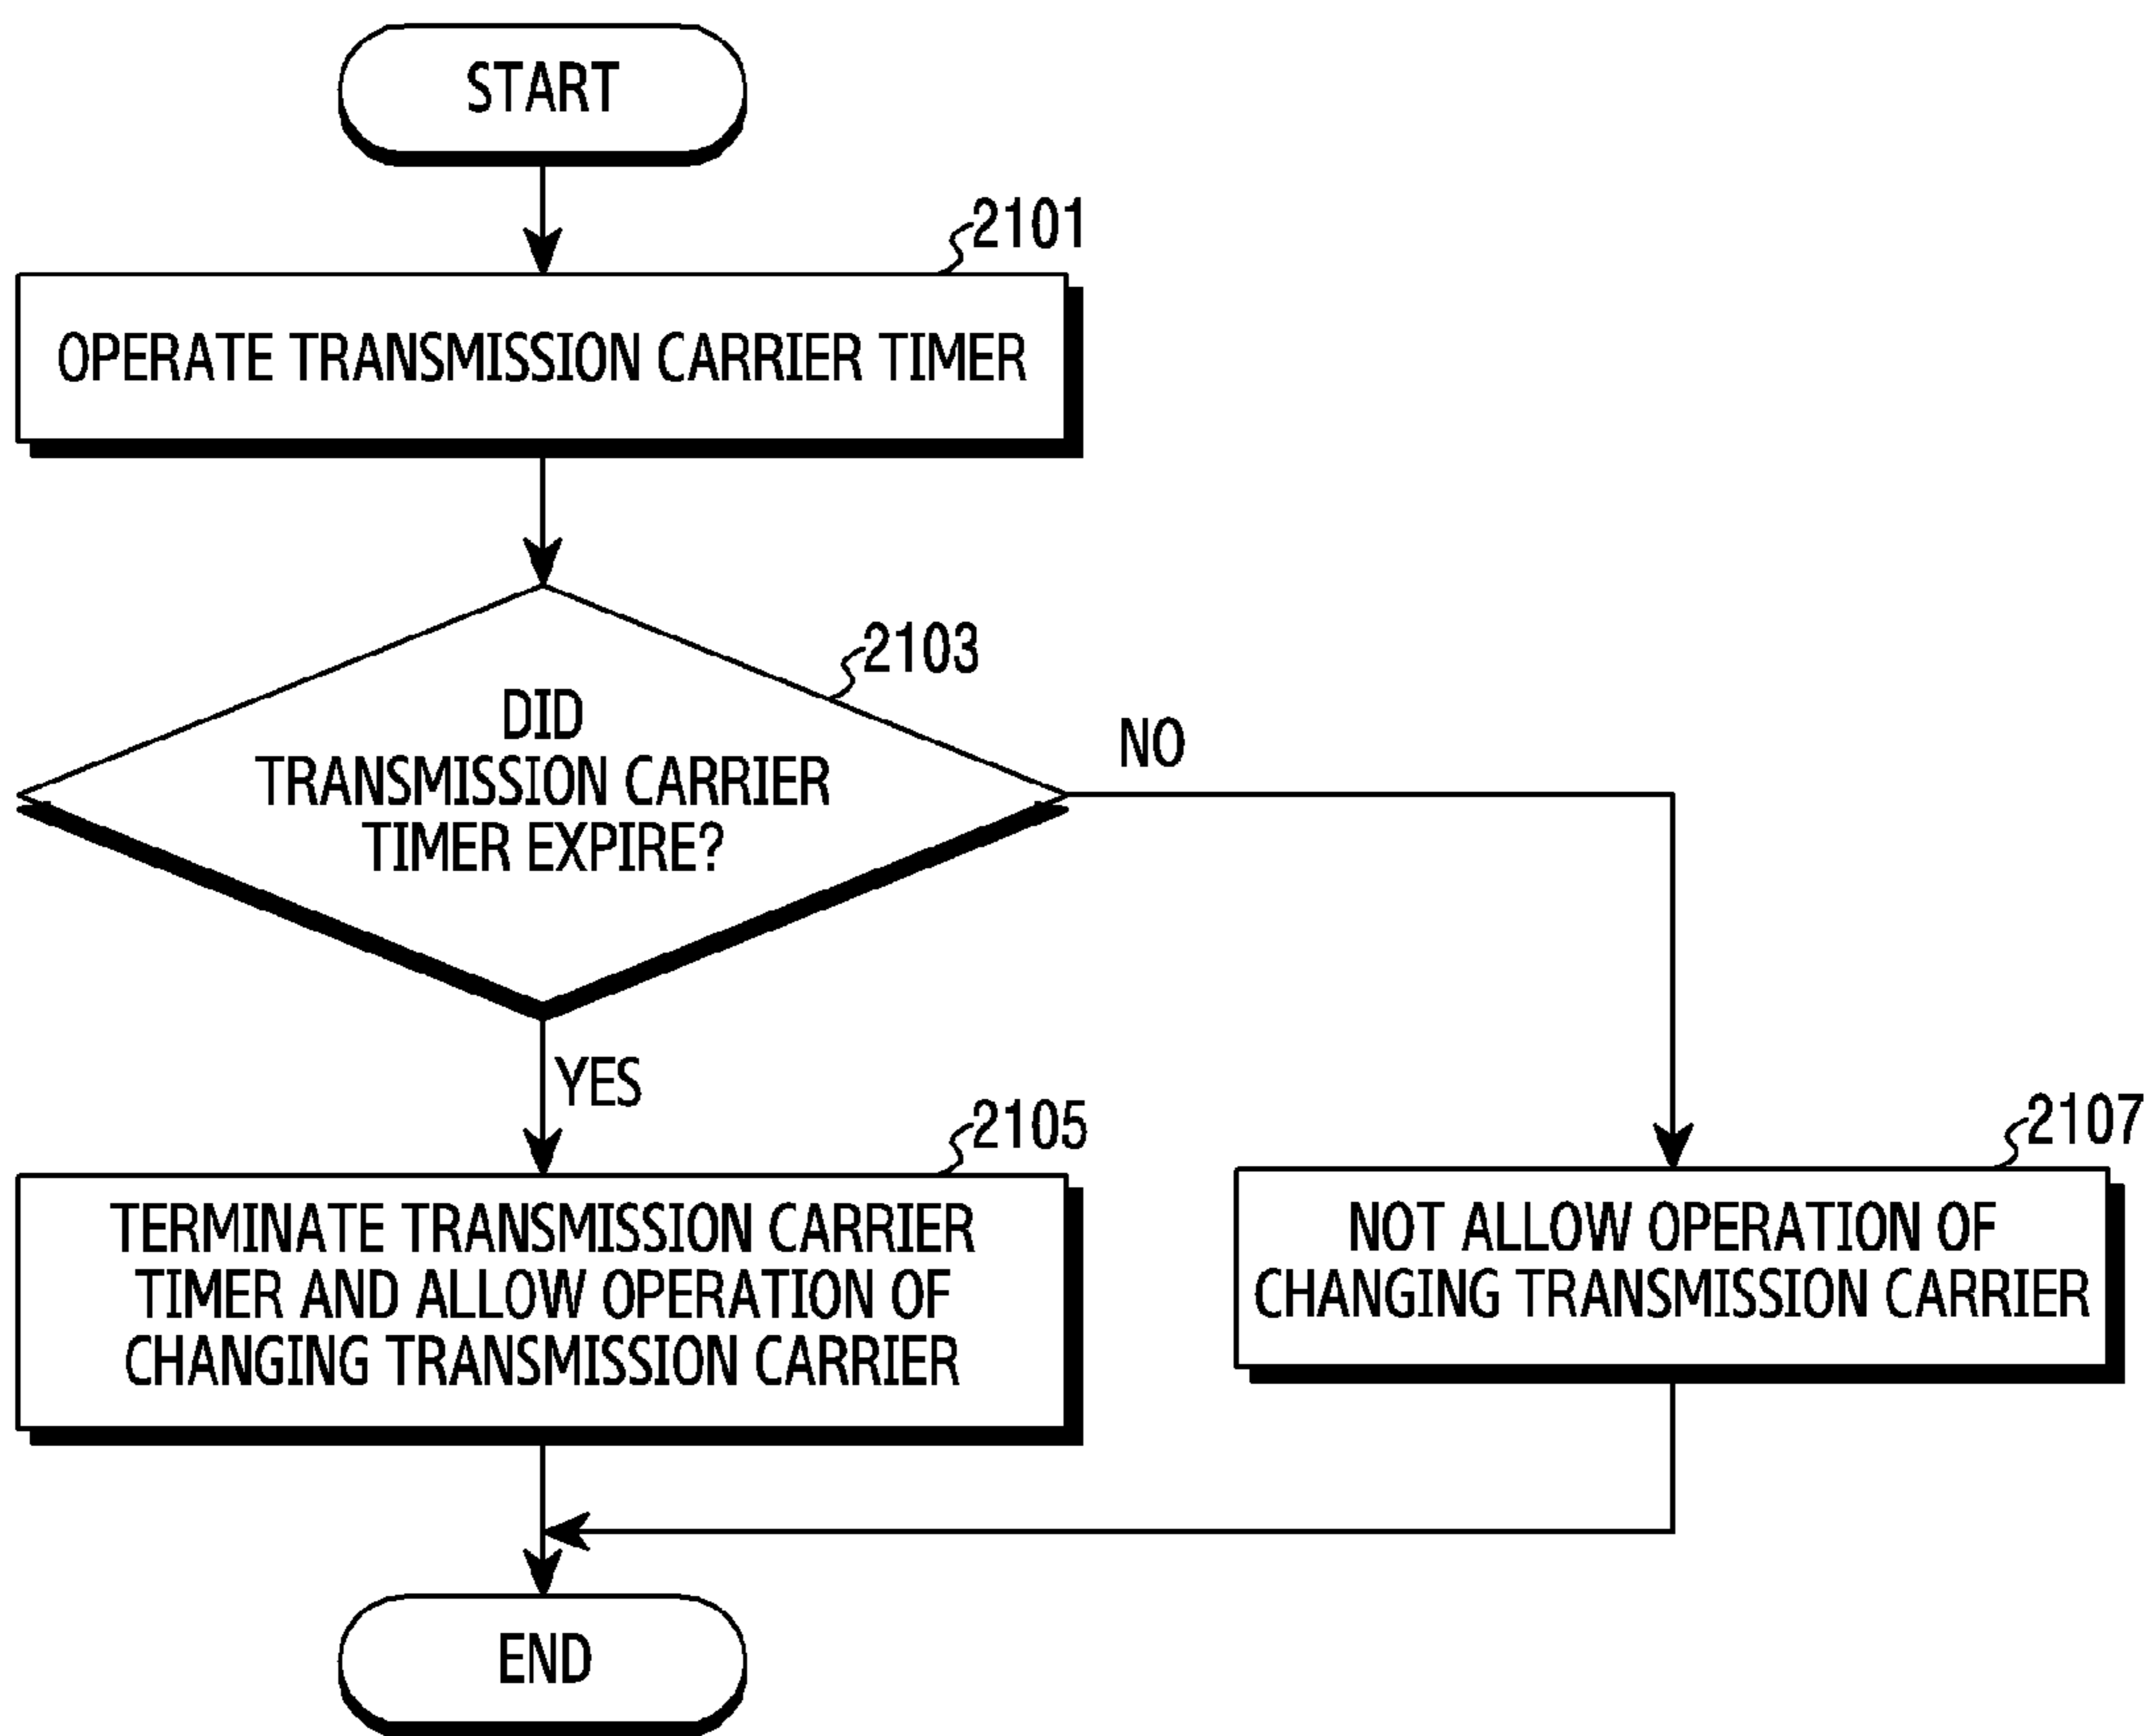 START
2101
OPERATE TRANSMISSION CARRIER TIMER
2103
DID
TRANSMISSION CARRIER
TIMER EXPIRE?
NO
YES
2105
TERMINATE TRANSMISSION CARRIER
TIMER AND ALLOW OPERATION OF
CHANGING TRANSMISSION CARRIER
2107
NOT ALLOW OPERATION OF
CHANGING TRANSMISSION CARRIER
END